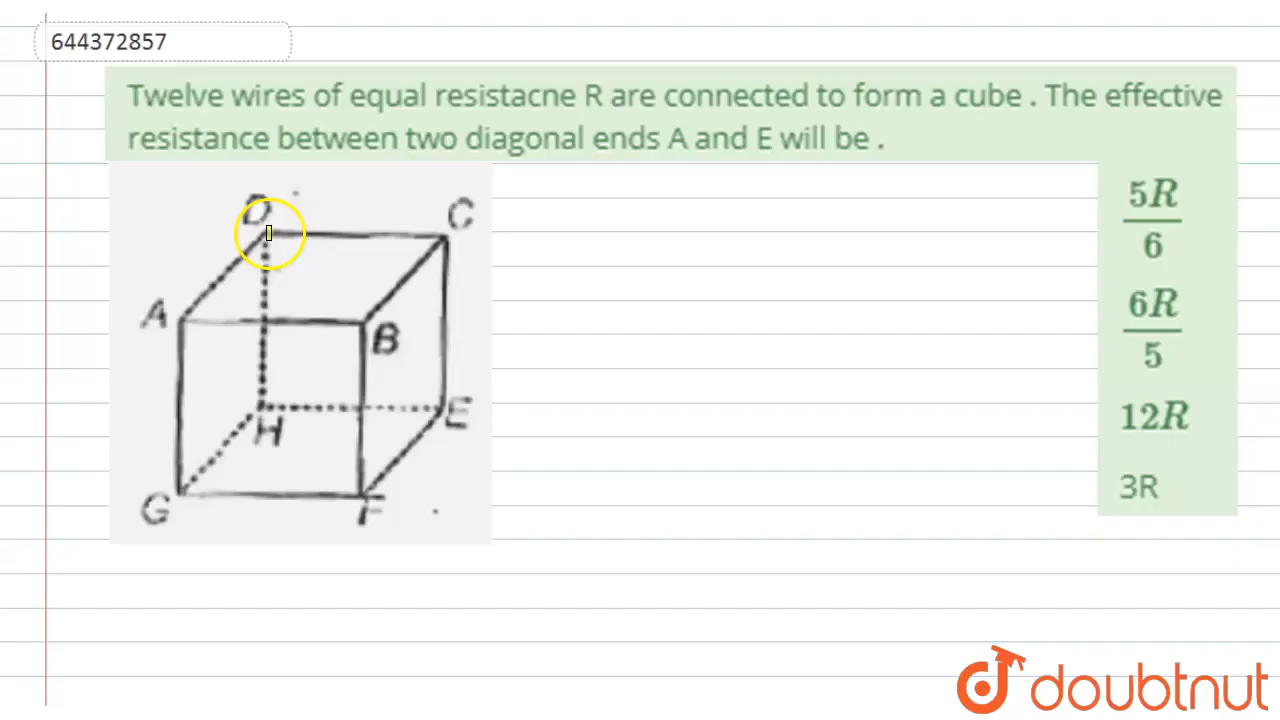 644372857
Twelve wires of equal resistacne R are connected to form a cube . The effective
resistance between two diagonal ends A and E will be .
D
C
A
B
H
E
G
F
5R
6
6R
5
12R
3R
doubtnut